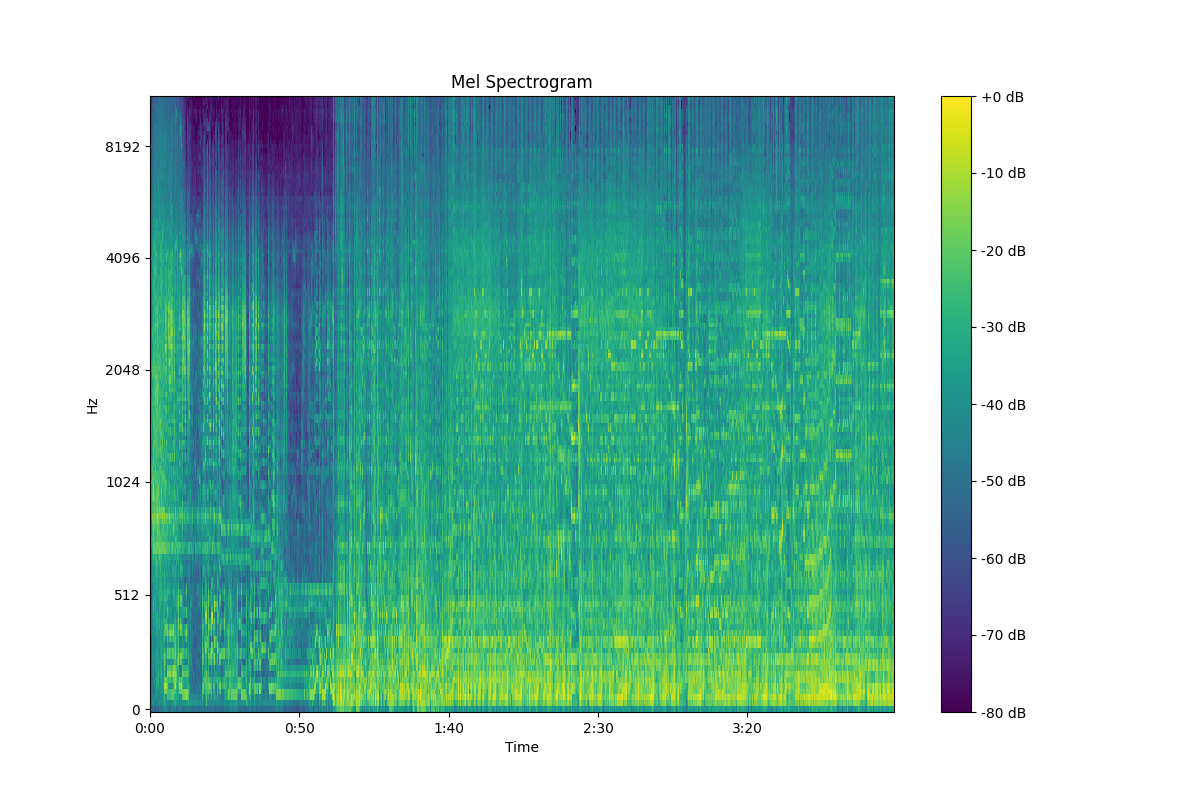 Mel Spectrogram
+0 dB
8192
-10 dB
-20 dB
4096
-30 dB
2048
-40 dB
Hz
1024
-50 dB
-60 dB
512
-70 dB
0
-80 dB
0:00
0:50
1:40
2:30
3:20
Time